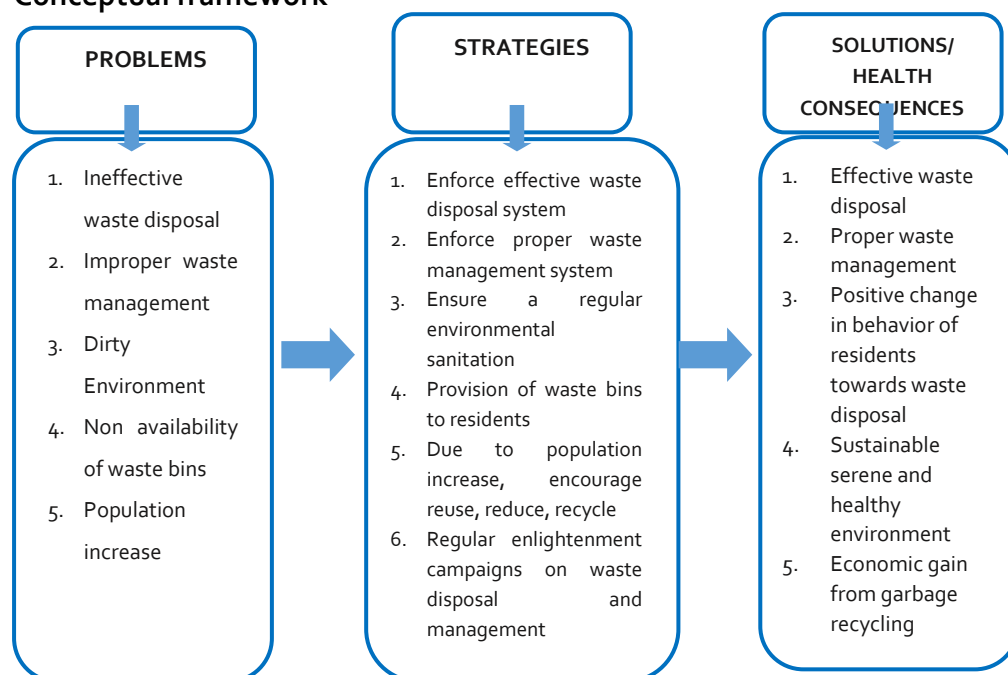 Conceptual framework
PROBLEMS
1. Ineffective
waste disposal
2. Improper waste
management
3. Dirty
Environment
4. Non availability
of waste bins
5. Population
increase
STRATEGIES
1. Enforce effective waste
disposal system
2. Enforce proper waste
management system
3. Ensure a regular
environmental
sanitation
4. Provision of waste bins
to residents
5. Due to population
increase, encourage
reuse, reduce, recycle
6. Regular enlightenment
campaigns on waste
disposal and
management
SOLUTIONS/
HEALTH
CONSEQUENCES
1. Effective waste
disposal
2. Proper waste
management
3. Positive change
in behavior of
residents
towards waste
disposal
4. Sustainable
serene and
healthy
environment
5. Economic gain
from garbage
recycling